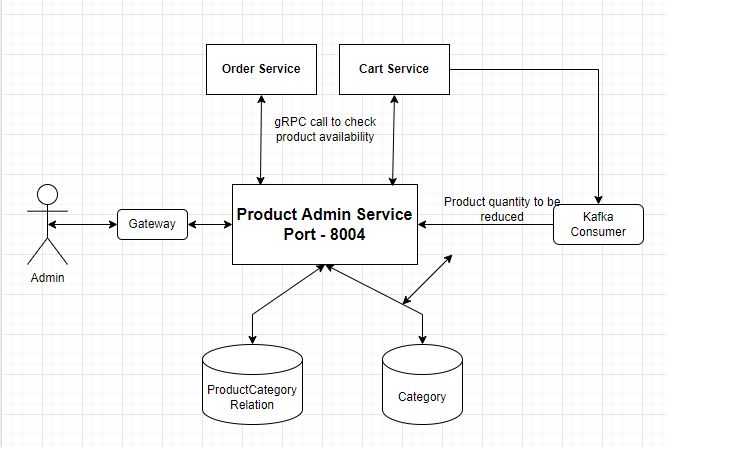 Order Service
Cart Service
gRPC call to check
product availability
Product quantity to be
reduced
Product Admin Service
Port - 8004
Gateway
Kafka
Consumer
Admin
ProductCategory
Relation
Category